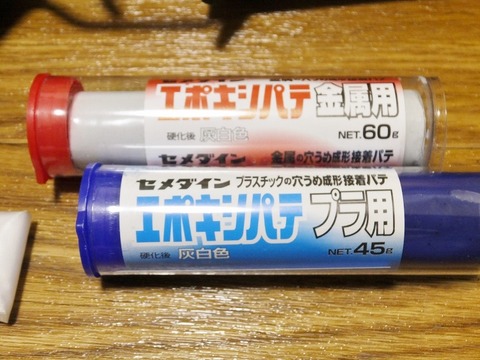 エポキシパテ 金属用
硬化後 灰白色 NET.60g
セメダイン 金属の穴うめ成形接着パテ
セメダイン プラスチックの穴うめ成形接着パテ
エポキシパテ プラ用
硬化後 灰白色 NET.45g